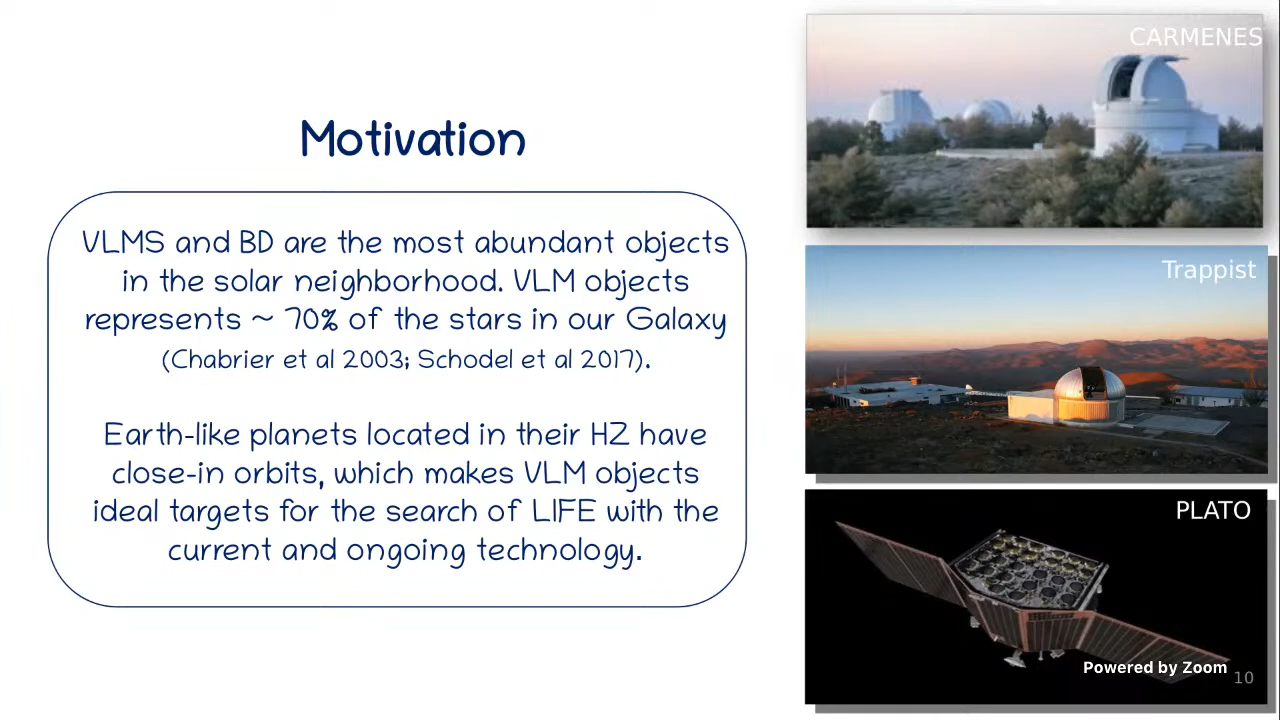 Motivation
VLMS and BD are the most abundant objects
in the solar neighborhood. VLM objects
represents ~ 70% of the stars in our Galaxy
(Chabrier et al 2003; Schodel et al 2017).
Earth-like planets located in their HZ have
close-in orbits, which makes VLM objects
ideal targets for the search of LIFE with the
current and ongoing technology.
CARMENES
Trappist
PLATO
Powered by Zoom
10